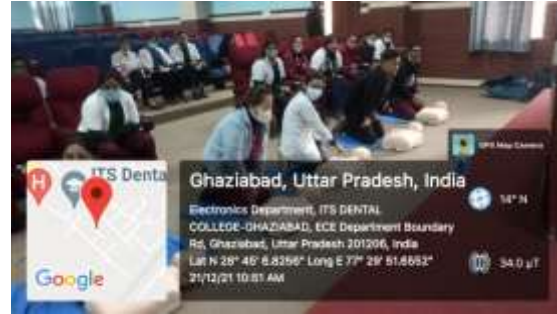 GPS Map Camera
ITS Denta
H
Google
Ghaziabad, Uttar Pradesh, India
Electronics Department, ITS DENTAL
COLLEGE-GHAZIABAD, ECE Department Boundary
Rd, Ghaziabad, Uttar Pradesh 201206, India
Lat N 28° 46' 6.8256" Long E 77° 29' 51.6552"
21/12/21 10:51 AM
14° N
34.0 µT